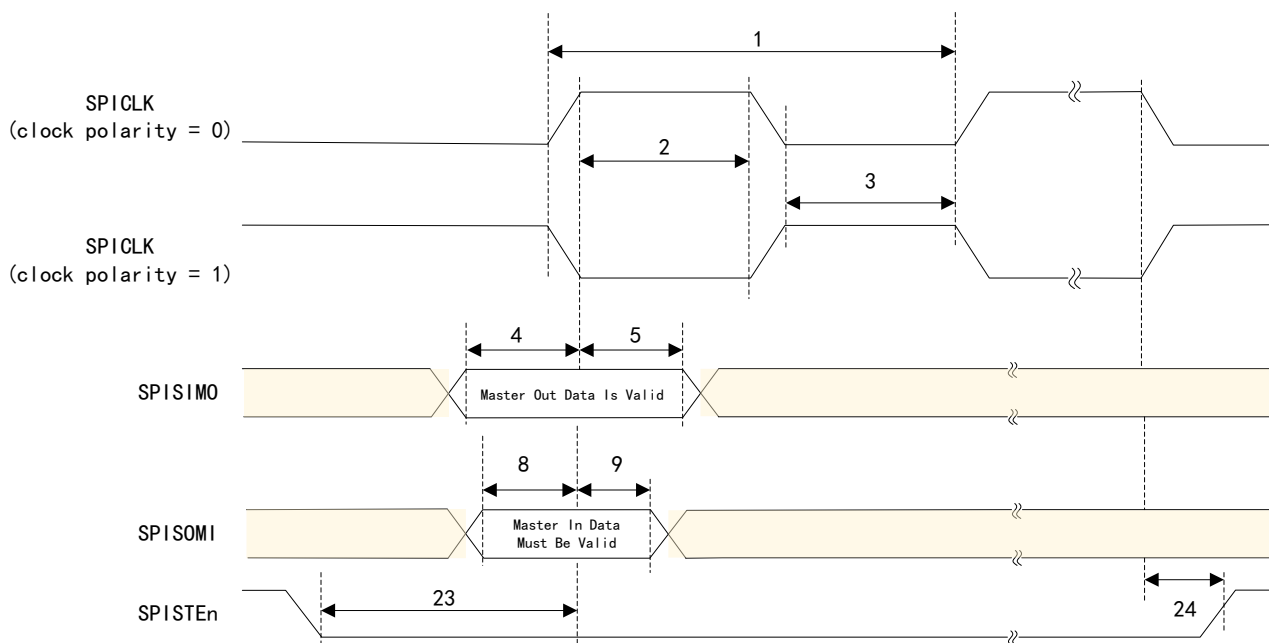 1
SPICLK
(clock polarity = 0)
2
3
SPICLK
(clock polarity = 1)
4
5
SPISIMO
Master Out Data Is Valid
8
9
SPISOMI
Master In Data
Must Be Valid
23
SPISTEn
24